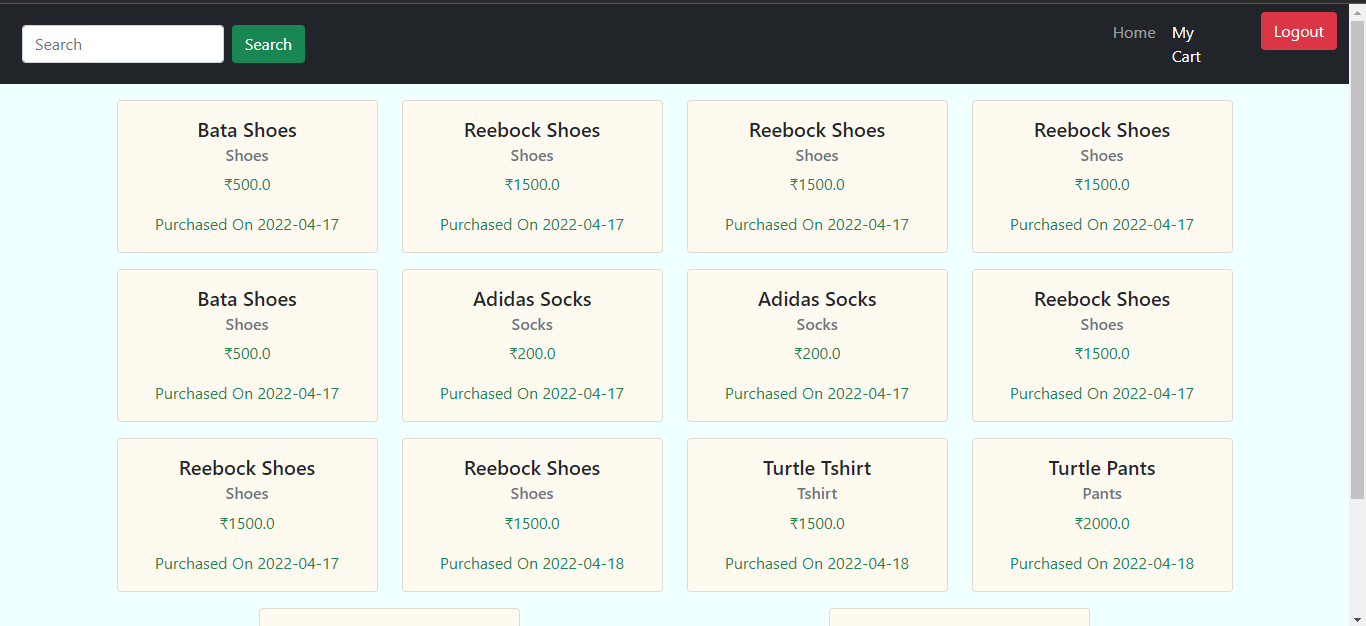 Search
Search
Home
My
Cart
Logout
Bata Shoes
Shoes
₹500.0
Purchased On 2022-04-17
Reebock Shoes
Shoes
₹1500.0
Purchased On 2022-04-17
Reebock Shoes
Shoes
₹1500.0
Purchased On 2022-04-17
Reebock Shoes
Shoes
₹1500.0
Purchased On 2022-04-17
Bata Shoes
Shoes
₹500.0
Purchased On 2022-04-17
Adidas Socks
Socks
₹200.0
Purchased On 2022-04-17
Adidas Socks
Socks
₹200.0
Purchased On 2022-04-17
Reebock Shoes
Shoes
₹1500.0
Purchased On 2022-04-17
Reebock Shoes
Shoes
₹1500.0
Purchased On 2022-04-17
Reebock Shoes
Shoes
₹1500.0
Purchased On 2022-04-18
Turtle Tshirt
Tshirt
₹1500.0
Purchased On 2022-04-18
Turtle Pants
Pants
₹2000.0
Purchased On 2022-04-18